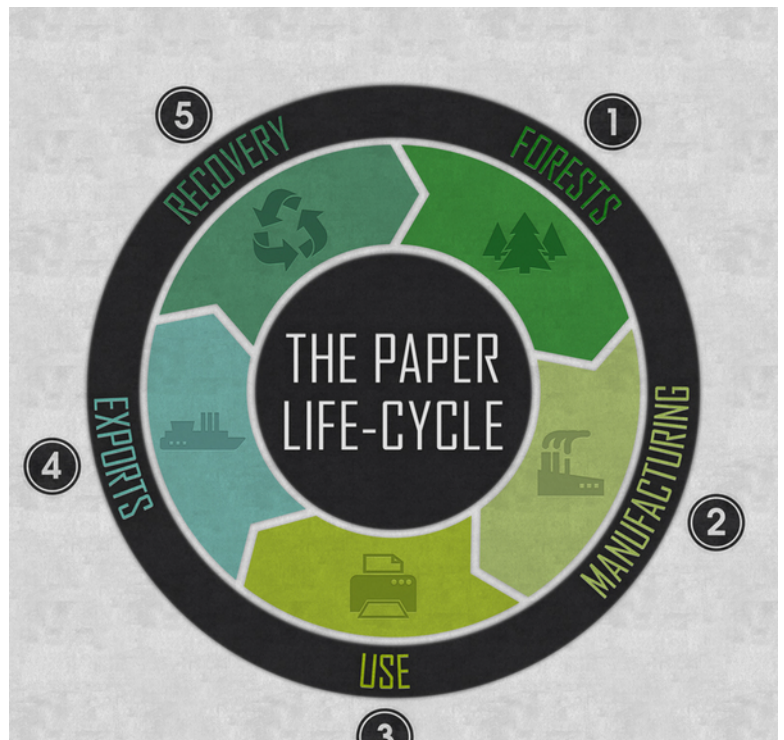 THE PAPER
LIFE-CYCLE
1
FORESTS
2
MANUFACTURING
3
USE
4
EXPORTS
5
RECOVERY